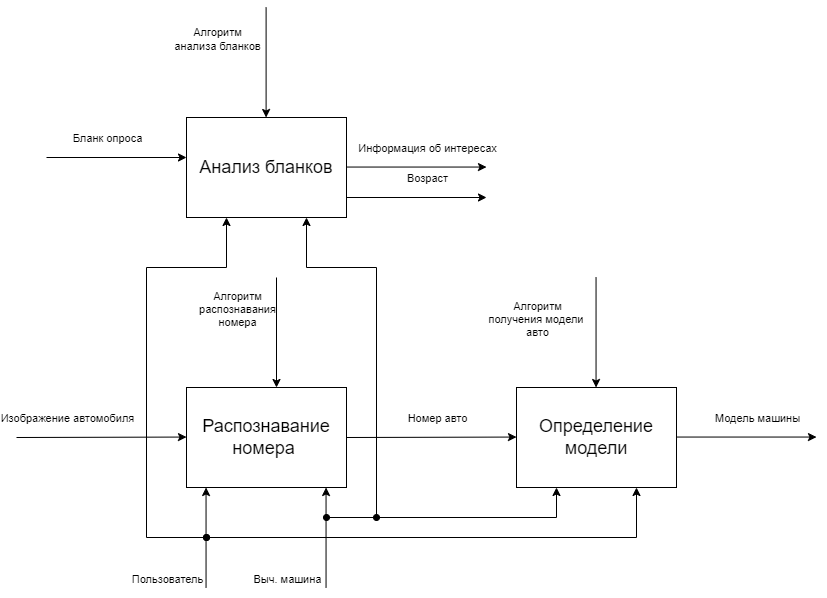 Алгоритм
анализа бланков
Бланк опроса
Анализ бланков
Информация об интересах
Возраст
Алгоритм
распознавания
номера
Алгоритм
получения модели
авто
Изображение автомобиля
Распознавание
номера
Номер авто
Определение
модели
Модель машины
Пользователь
Выч. машина